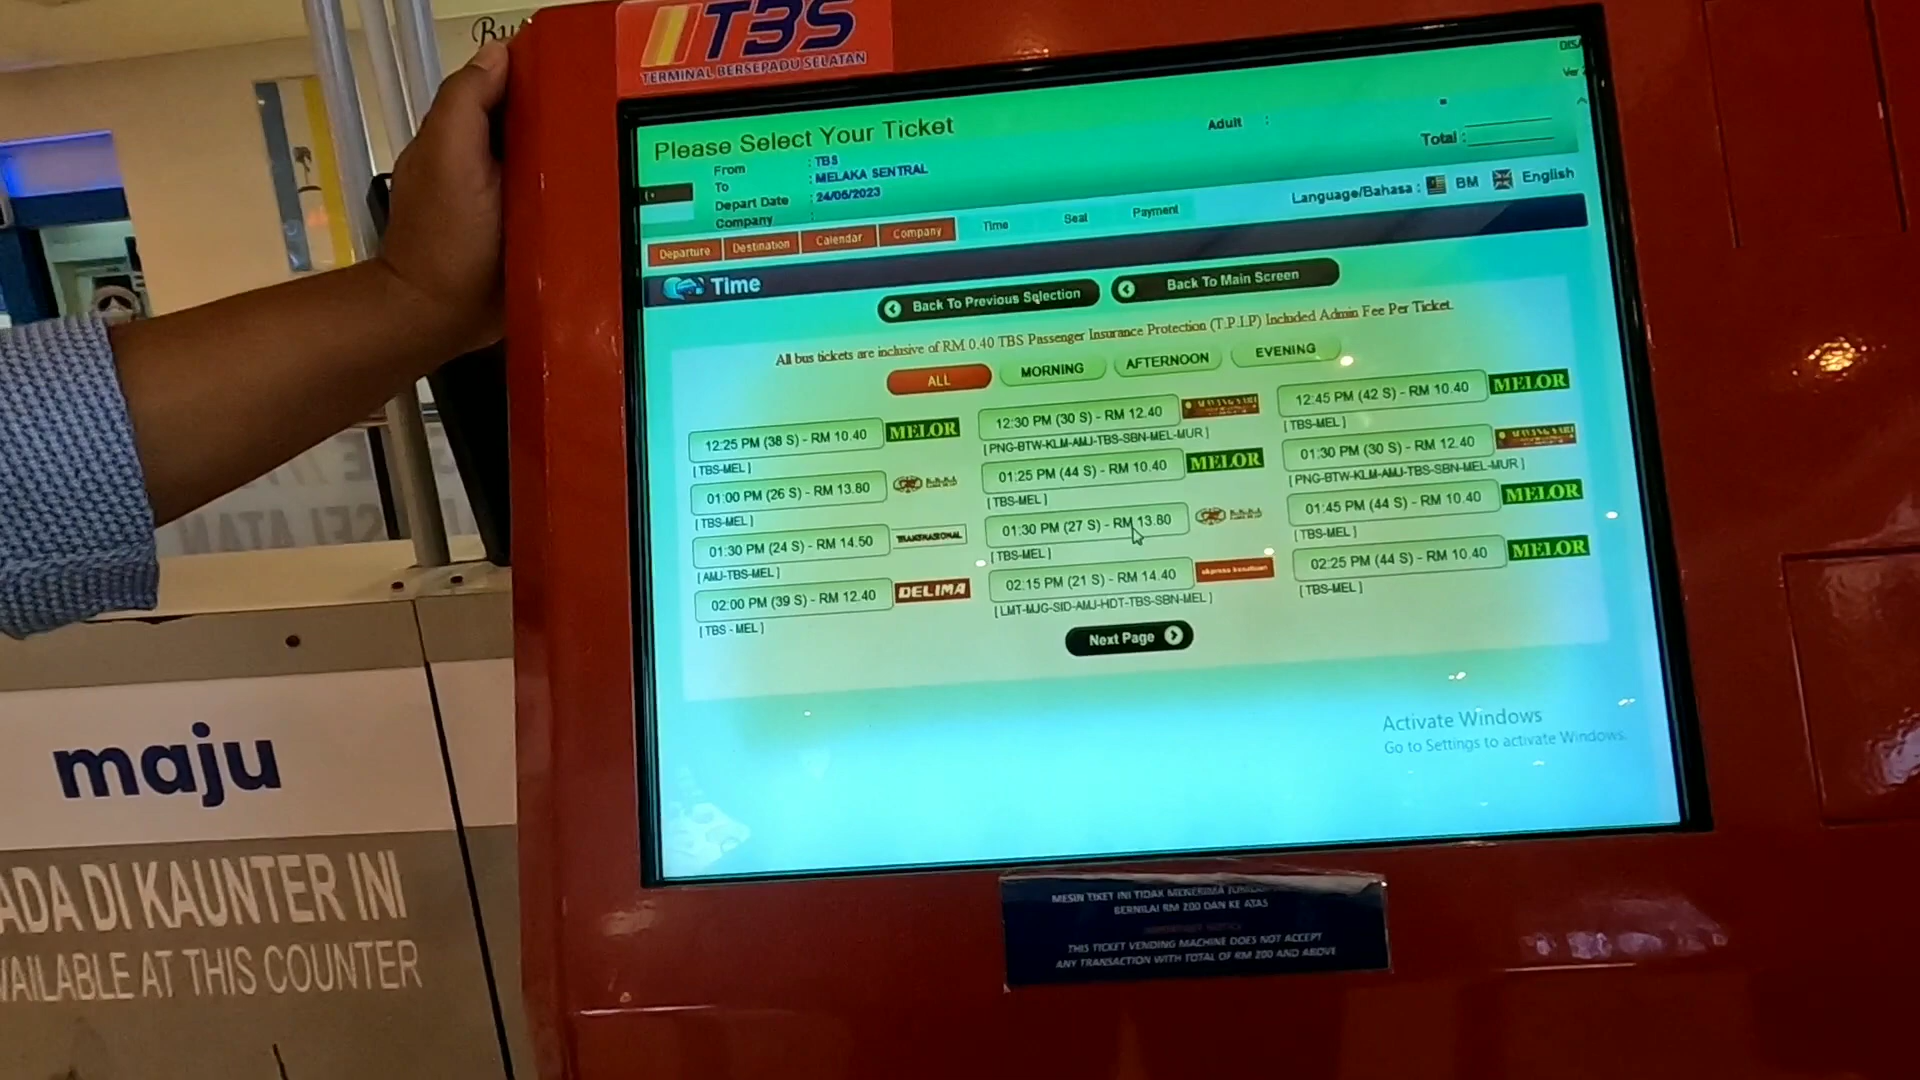 TBS
TERMINAL BERSEPADU SELATAN
Please Select Your Ticket
Adult :
Total :
From : TBS
To : MELAKA SENTRAL
Depart Date : 24/05/2023
Company :
Language/Bahasa : BM English
Departure Destination Calendar Company Time Seat Payment
Time
Back To Previous Selection Back To Main Screen
All bus tickets are inclusive of RM 0.40 TBS Passenger Insurance Protection (T.P.I.P) Included Admin Fee Per Ticket.
ALL MORNING AFTERNOON EVENING
12:25 PM (38 S) - RM 10.40 MELOR
[ TBS-MEL ]
12:30 PM (30 S) - RM 12.40 MAYANG SARI
[ PNG-BTW-KLM-AMJ-TBS-SBN-MEL-MUR ]
12:45 PM (42 S) - RM 10.40 MELOR
[ TBS-MEL ]
01:00 PM (26 S) - RM 13.80
[ TBS-MEL ]
01:25 PM (44 S) - RM 10.40 MELOR
[ TBS-MEL ]
01:30 PM (30 S) - RM 12.40 MAYANG SARI
[ PNG-BTW-KLM-AMJ-TBS-SBN-MEL-MUR ]
01:30 PM (24 S) - RM 14.50 TRANSNASIONAL
[ AMJ-TBS-MEL ]
01:30 PM (27 S) - RM 13.80
[ TBS-MEL ]
01:45 PM (44 S) - RM 10.40 MELOR
[ TBS-MEL ]
02:00 PM (39 S) - RM 12.40 DELIMA
[ TBS - MEL ]
02:15 PM (21 S) - RM 14.40 ekspres kesatuan
[ LMT-MJG-SID-AMJ-HDT-TBS-SBN-MEL ]
02:25 PM (44 S) - RM 10.40 MELOR
[ TBS-MEL ]
Next Page
Activate Windows
Go to Settings to activate Windows.
MESIN TIKET INI TIDAK MENERIMA
BERNILAI RM 200 DAN KE ATAS
THIS TICKET VENDING MACHINE DOES NOT ACCEPT
ANY TRANSACTION WITH TOTAL OF RM 200 AND ABOVE
maju
ADA DI KAUNTER INI
AVAILABLE AT THIS COUNTER